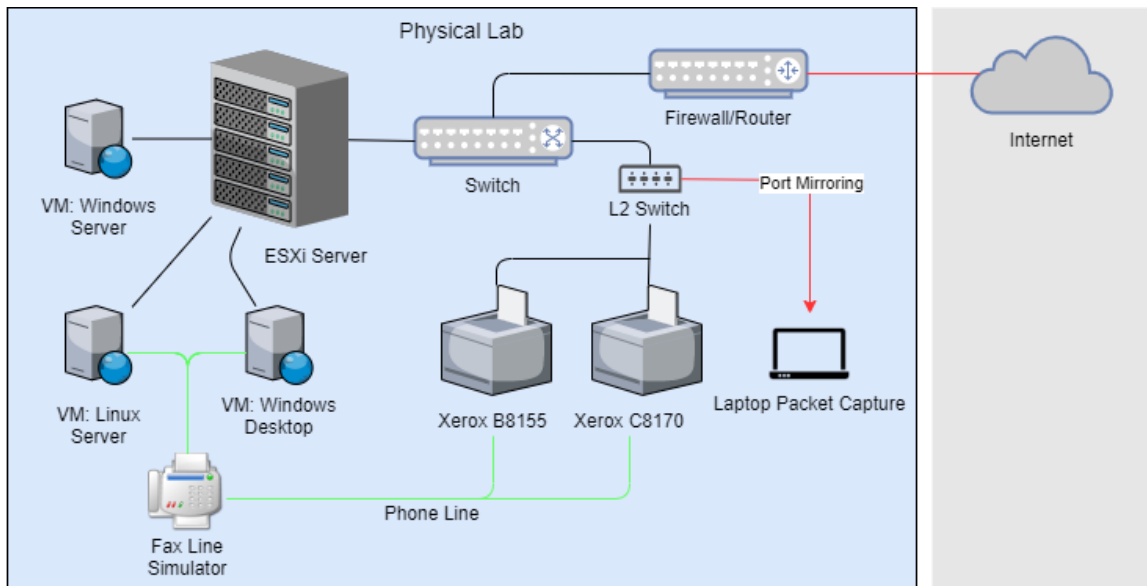 Physical Lab
Firewall/Router
Internet
VM: Windows
Server
ESXi Server
Switch
L2 Switch
Port Mirroring
VM: Linux
Server
VM: Windows
Desktop
Xerox B8155
Xerox C8170
Laptop Packet Capture
Phone Line
Fax Line
Simulator